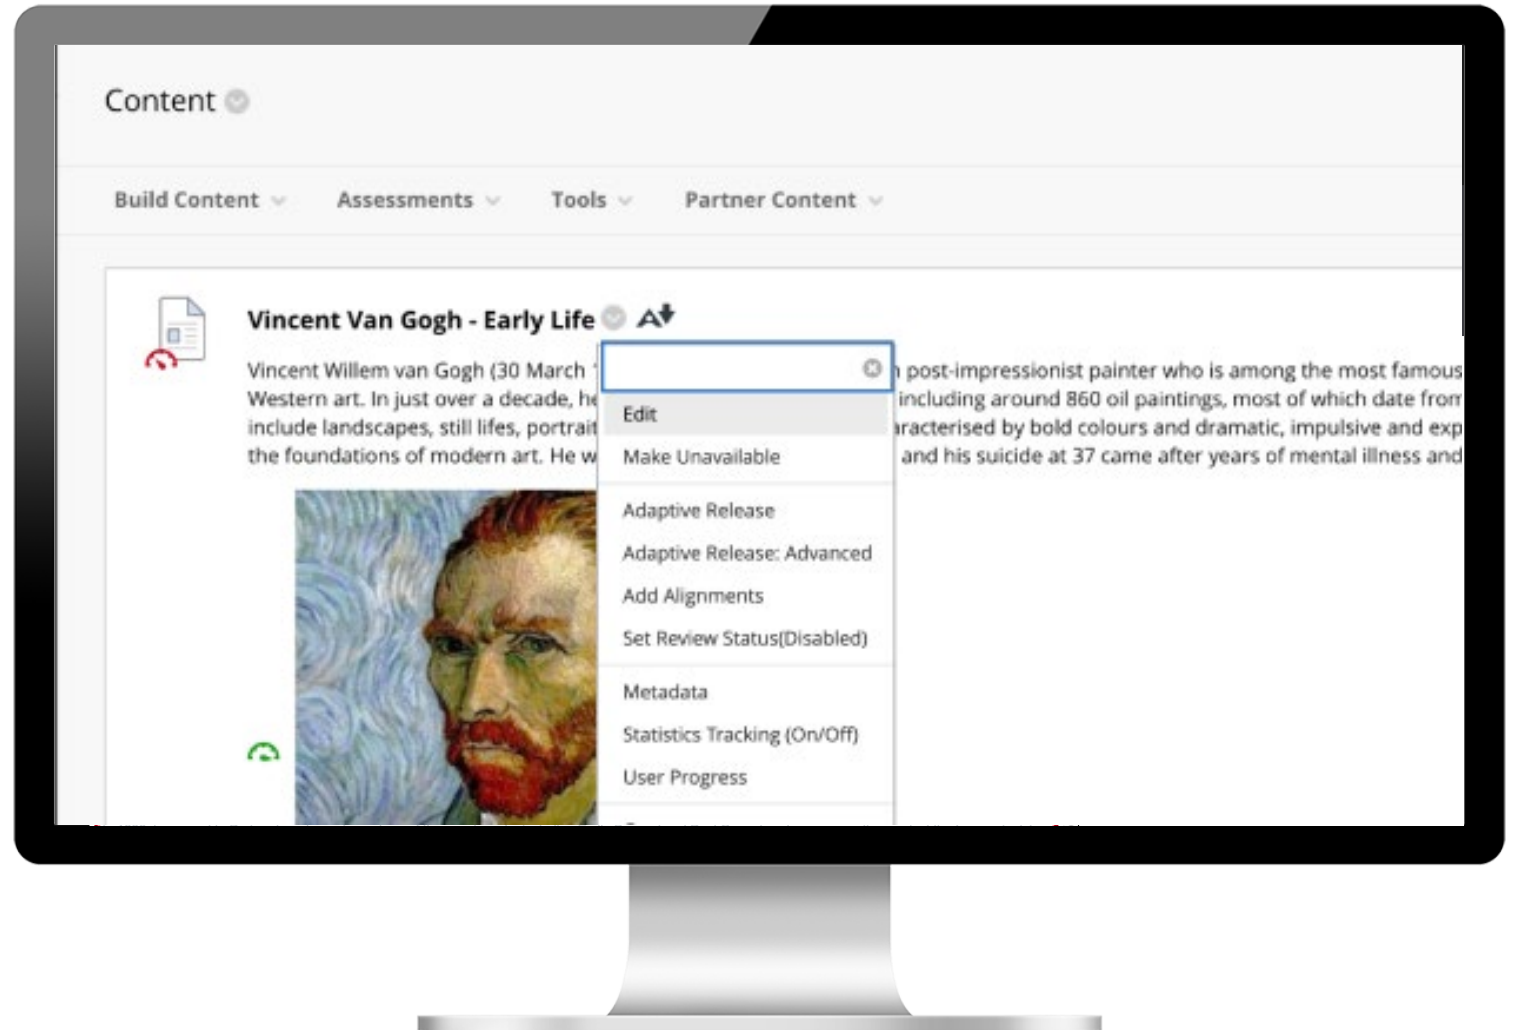 Content
Build Content Assessments Tools Partner Content
Vincent Van Gogh - Early Life
Vincent Willem van Gogh (30 March post-impressionist painter who is among the most famous
Western art. In just over a decade, he including around 860 oil paintings, most of which date from
include landscapes, still lifes, portrait aracterised by bold colours and dramatic, impulsive and exp
the foundations of modern art. He w and his suicide at 37 came after years of mental illness and
Edit
Make Unavailable
Adaptive Release
Adaptive Release: Advanced
Add Alignments
Set Review Status(Disabled)
Metadata
Statistics Tracking (On/Off)
User Progress